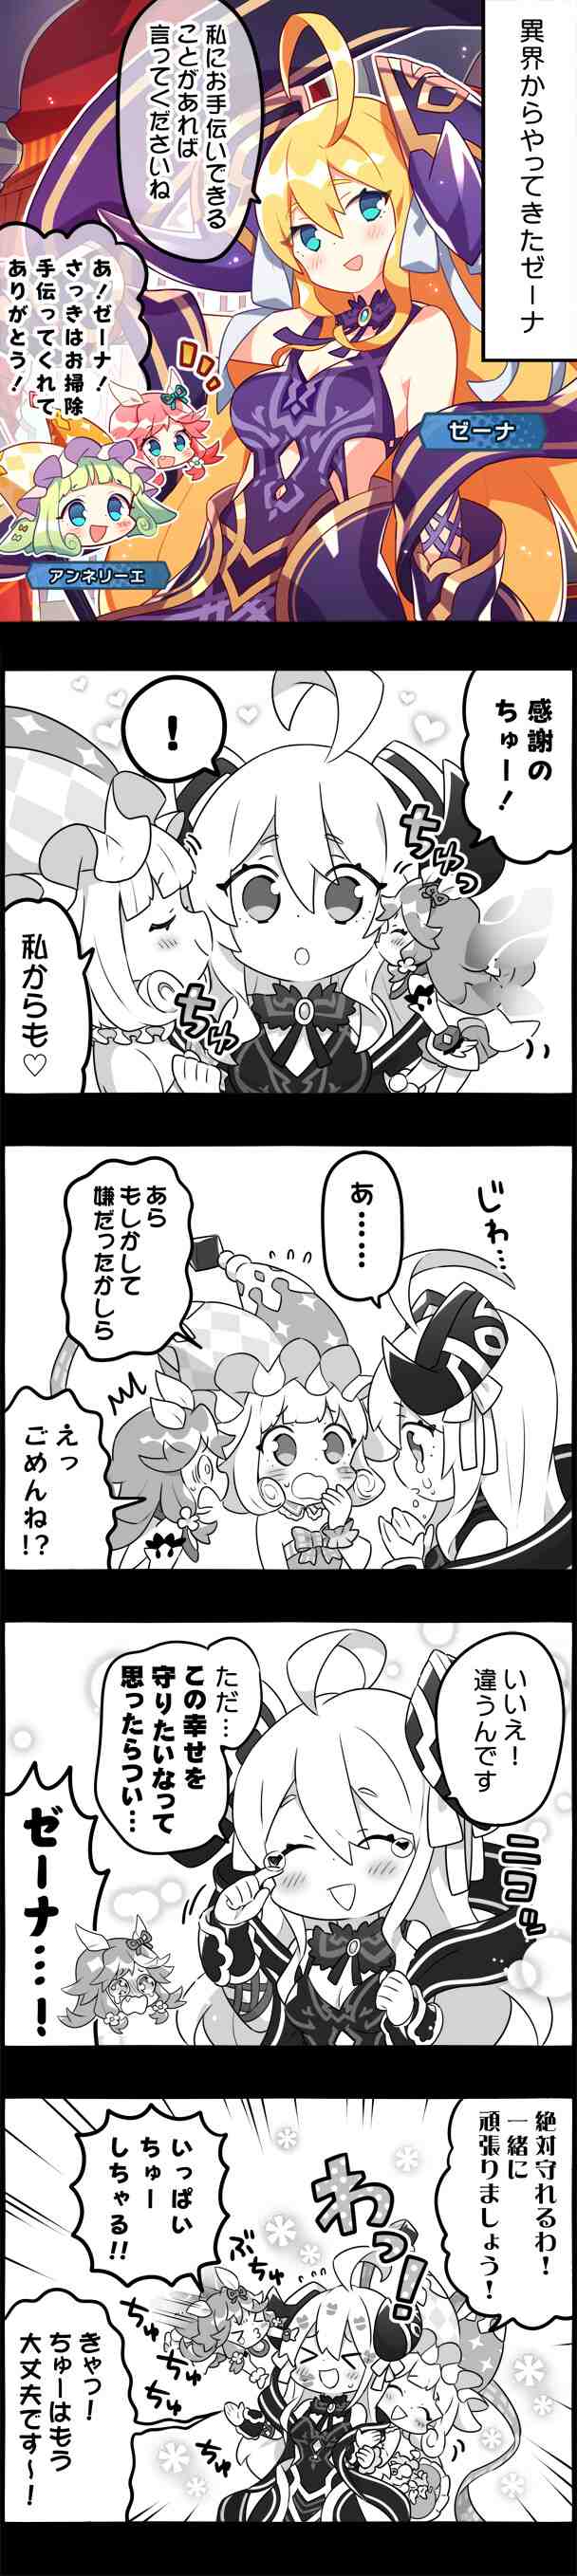 異界からやってきたゼーナ
私にお手伝いできる
ことがあれば
言ってくださいね
あ！ゼーナ！
さっきはお掃除
手伝ってくれて
ありがとう！
ゼーナ
アンネリーエ
感謝の
ちゅー！
！
ちゅっ
ちゅ
私からも♡
じわ…
あ……
あら
もしかして
嫌だったかしら
えっ
ごめんね!?
いいえ！
違うんです
ただ…
この幸せを
守りたいなって
思ったらつい…
ニコッ
ゼーナ…！
絶対守れるわ！
一緒に
頑張りましょう！
わっ！
いっぱい
ちゅー
しちゃる!!
ぶちゅ
ちゅ
ちゅ
ちゅ
ちゅ
きゃっ！
ちゅーはもう
大丈夫です〜！